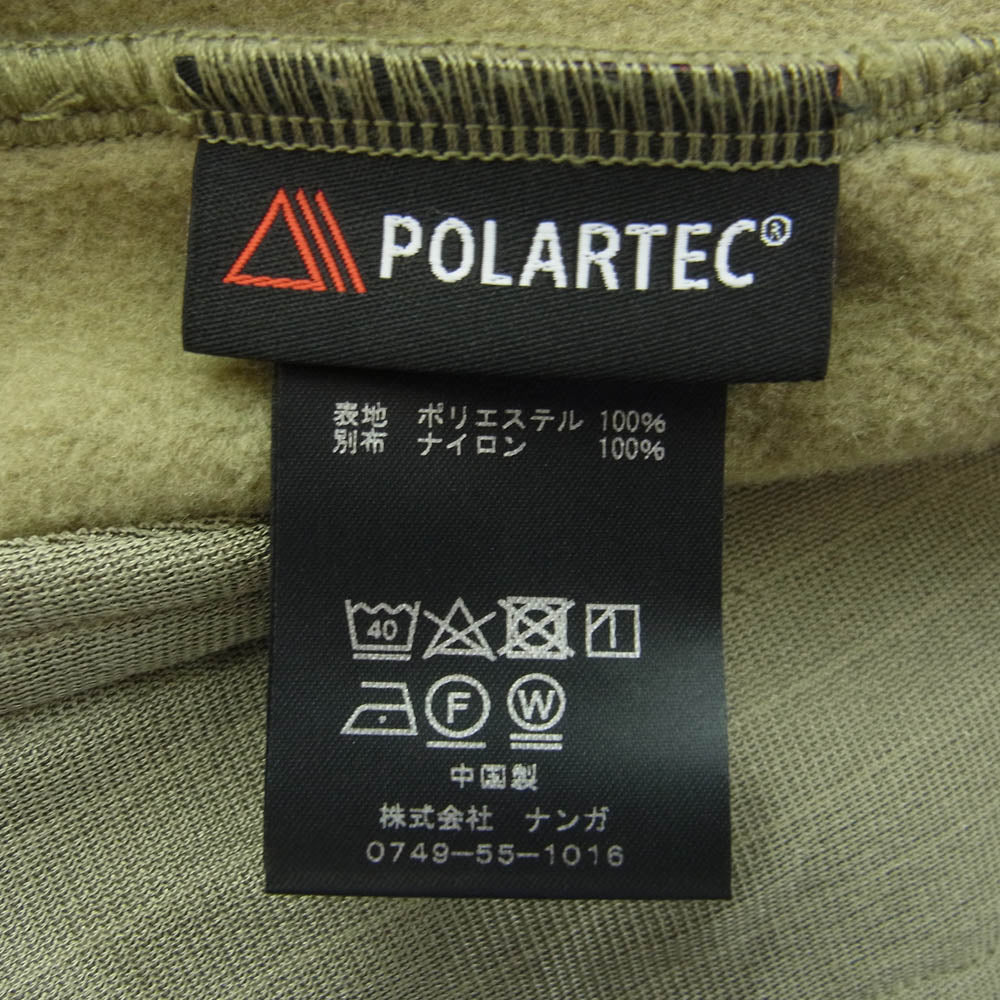 POLARTEC®
表地 ポリエステル 100%
別布 ナイロン 100%
40
F W
中国製
株式会社 ナンガ
0749-55-1016